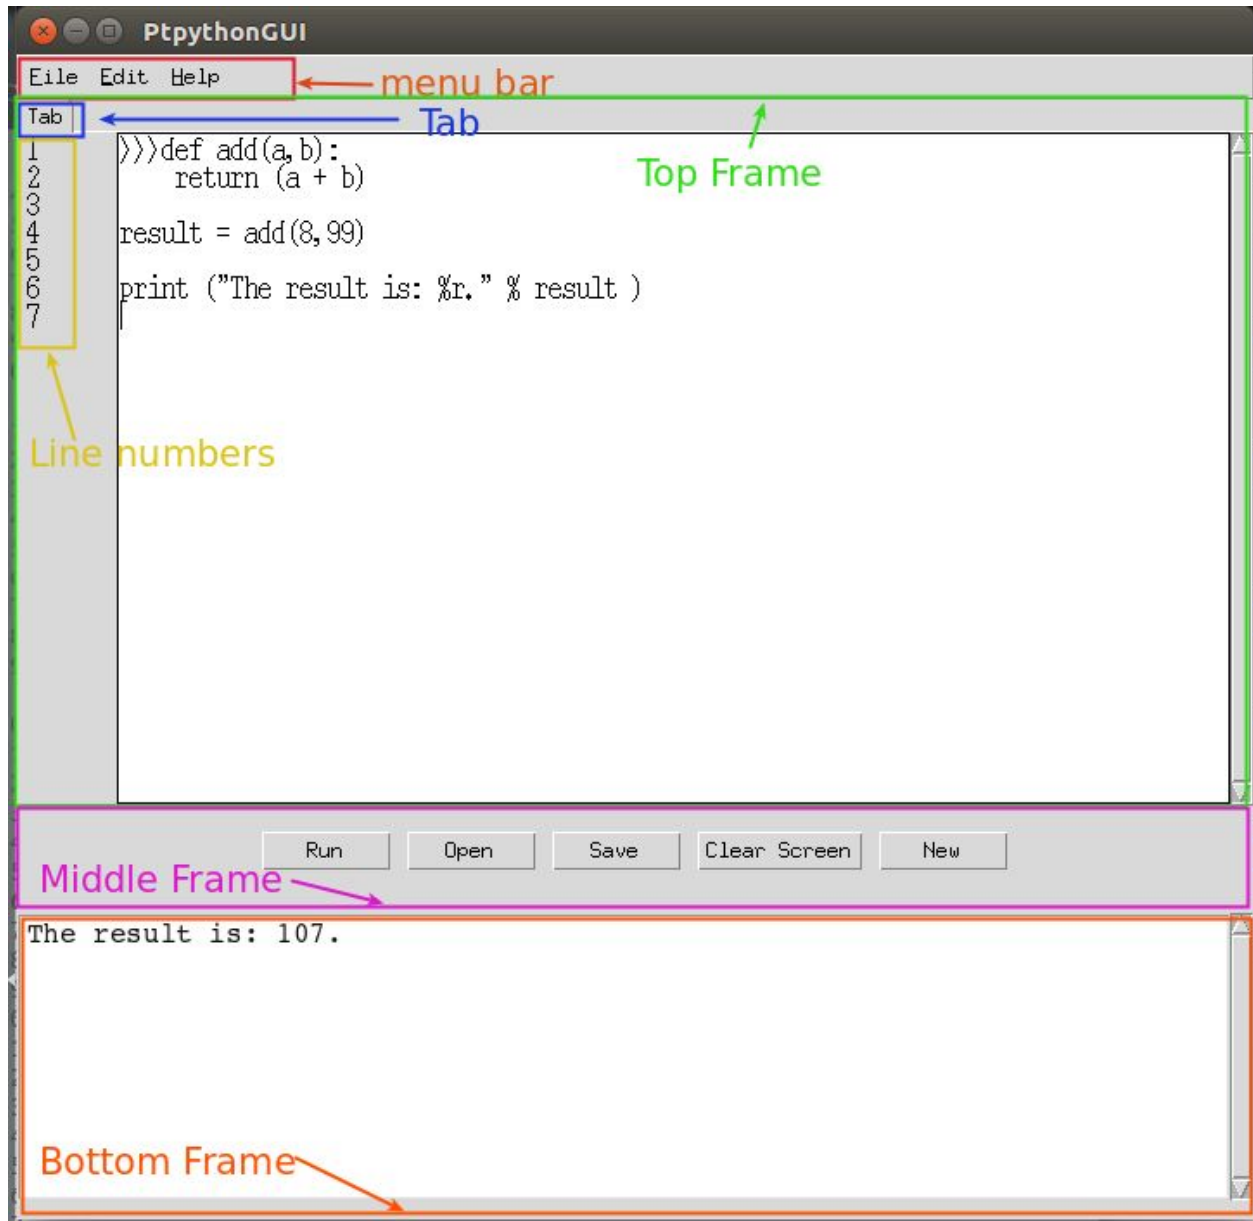 PtpythonGUI
Eile Edit Help
menu bar
Tab
Tab
Top Frame
1 >>>def add(a,b):
2     return (a + b)
3
4 result = add(8,99)
5
6 print ("The result is: %r." % result )
7
Line numbers
Run Open Save Clear Screen New
Middle Frame
The result is: 107.
Bottom Frame